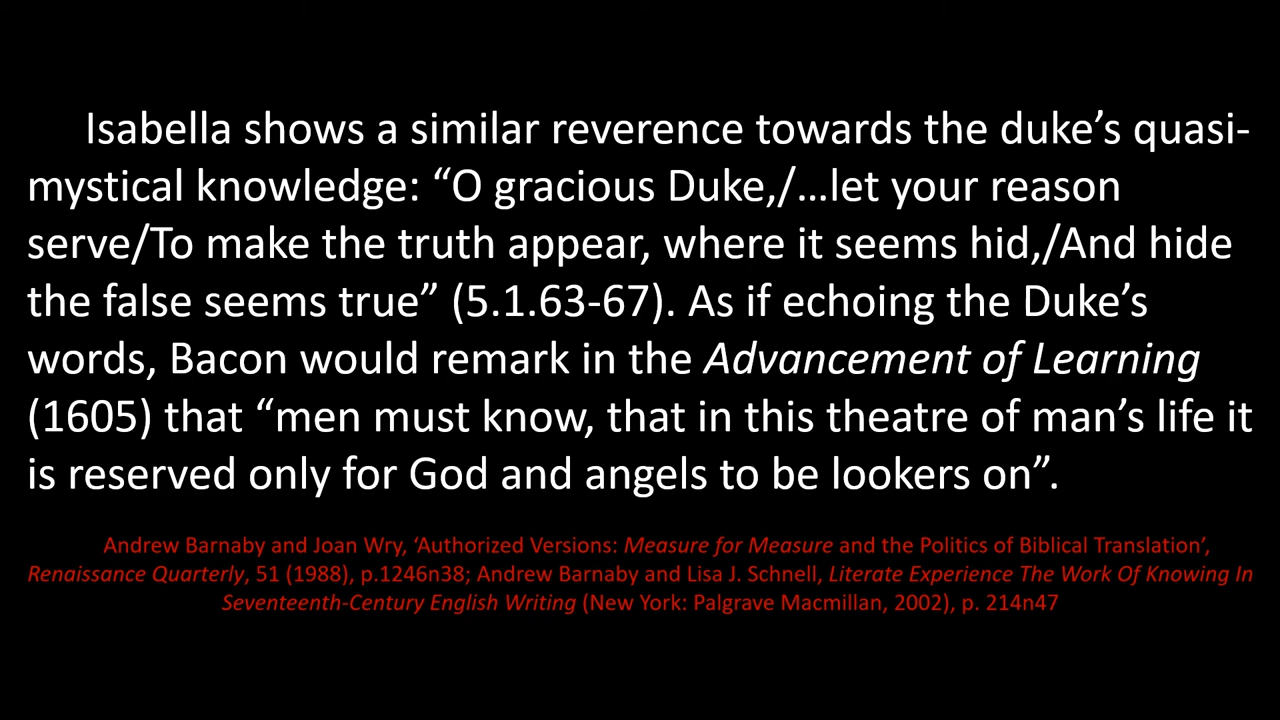 Isabella shows a similar reverence towards the duke’s quasi-
mystical knowledge: “O gracious Duke,/…let your reason
serve/To make the truth appear, where it seems hid,/And hide
the false seems true” (5.1.63-67). As if echoing the Duke’s
words, Bacon would remark in the Advancement of Learning
(1605) that “men must know, that in this theatre of man’s life it
is reserved only for God and angels to be lookers on”.
Andrew Barnaby and Joan Wry, ‘Authorized Versions: Measure for Measure and the Politics of Biblical Translation’,
Renaissance Quarterly, 51 (1988), p.1246n38; Andrew Barnaby and Lisa J. Schnell, Literate Experience The Work Of Knowing In
Seventeenth-Century English Writing (New York: Palgrave Macmillan, 2002), p. 214n47